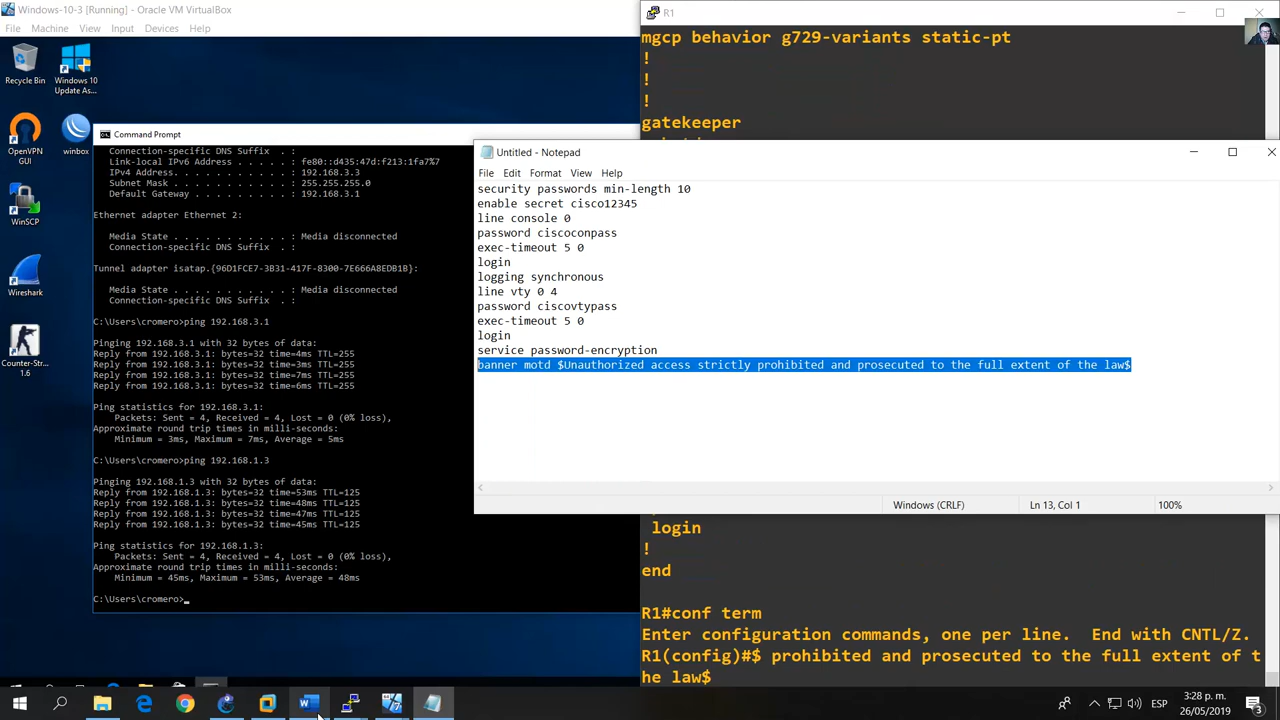 Windows-10-3 [Running] - Oracle VM VirtualBox
File Machine View Input Devices Help
Recycle Bin
Windows 10 Update As...
OpenVPN GUI
winbox
WinSCP
Wireshark
Counter-Strike 1.6
Command Prompt
Connection-specific DNS Suffix . :
Link-local IPv6 Address . . . . . : fe80::d435:47d:f213:1fa7%7
IPv4 Address. . . . . . . . . . . : 192.168.3.3
Subnet Mask . . . . . . . . . . . : 255.255.255.0
Default Gateway . . . . . . . . . : 192.168.3.1
Ethernet adapter Ethernet 2:
Media State . . . . . . . . . . . : Media disconnected
Connection-specific DNS Suffix . :
Tunnel adapter isatap.{96D1FCE7-3B31-417F-8300-7E666A8EDB1B}:
Media State . . . . . . . . . . . : Media disconnected
Connection-specific DNS Suffix . :
C:\Users\cromero>ping 192.168.3.1
Pinging 192.168.3.1 with 32 bytes of data:
Reply from 192.168.3.1: bytes=32 time=4ms TTL=255
Reply from 192.168.3.1: bytes=32 time=3ms TTL=255
Reply from 192.168.3.1: bytes=32 time=7ms TTL=255
Reply from 192.168.3.1: bytes=32 time=6ms TTL=255
Ping statistics for 192.168.3.1:
Packets: Sent = 4, Received = 4, Lost = 0 (0% loss),
Approximate round trip times in milli-seconds:
Minimum = 3ms, Maximum = 7ms, Average = 5ms
C:\Users\cromero>ping 192.168.1.3
Pinging 192.168.1.3 with 32 bytes of data:
Reply from 192.168.1.3: bytes=32 time=53ms TTL=125
Reply from 192.168.1.3: bytes=32 time=48ms TTL=125
Reply from 192.168.1.3: bytes=32 time=47ms TTL=125
Reply from 192.168.1.3: bytes=32 time=45ms TTL=125
Ping statistics for 192.168.1.3:
Packets: Sent = 4, Received = 4, Lost = 0 (0% loss),
Approximate round trip times in milli-seconds:
Minimum = 45ms, Maximum = 53ms, Average = 48ms
C:\Users\cromero>_
R1
mgcp behavior g729-variants static-pt
!
!
!
gatekeeper
Untitled - Notepad
File Edit Format View Help
security passwords min-length 10
enable secret cisco12345
line console 0
password ciscoconpass
exec-timeout 5 0
login
logging synchronous
line vty 0 4
password ciscovtypass
exec-timeout 5 0
login
service password-encryption
banner motd $Unauthorized access strictly prohibited and prosecuted to the full extent of the law$
Windows (CRLF) Ln 13, Col 1 100%
login
!
end
R1#conf term
Enter configuration commands, one per line. End with CNTL/Z.
R1(config)#$ prohibited and prosecuted to the full extent of t
he law$
ESP
3:28 p. m.
26/05/2019
3